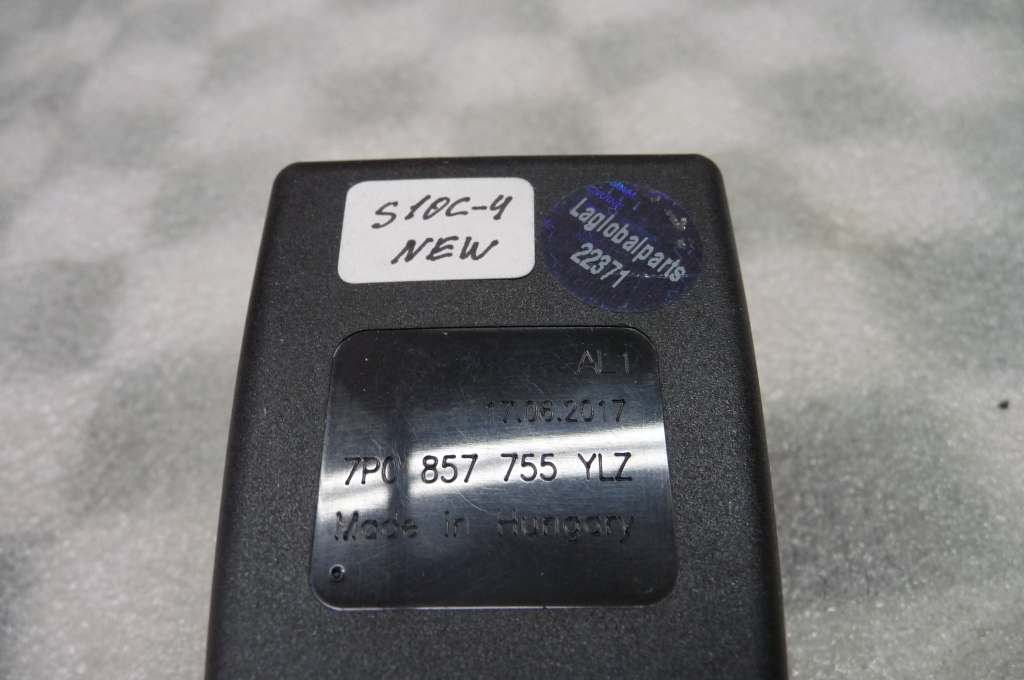 S10C-4
NEW
Laglobalparts
22371
AL1
17.06.2017
7P0 857 755 YLZ
Made in Hungary